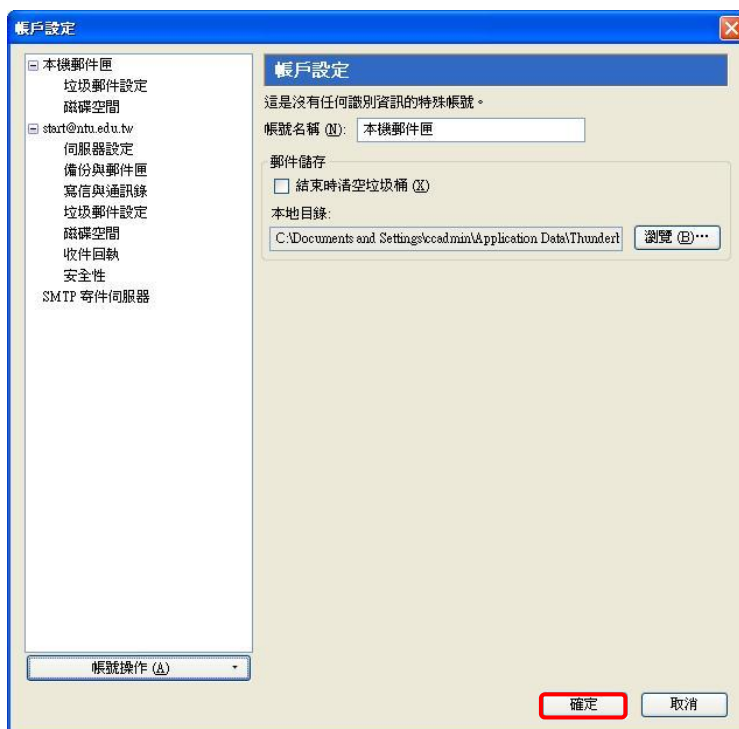 帳戶設定
本機郵件匣
垃圾郵件設定
磁碟空間
start@ntu.edu.tw
伺服器設定
備份與郵件匣
寫信與通訊錄
垃圾郵件設定
磁碟空間
收件回執
安全性
SMTP 寄件伺服器
帳號操作 (A)
帳戶設定
這是沒有任何識別資訊的特殊帳號。
帳號名稱 (N): 本機郵件匣
郵件儲存
結束時清空垃圾桶 (X)
本地目錄:
C:\Documents and Settings\ccadmin\Application Data\Thunderb 瀏覽 (B)…
確定 取消